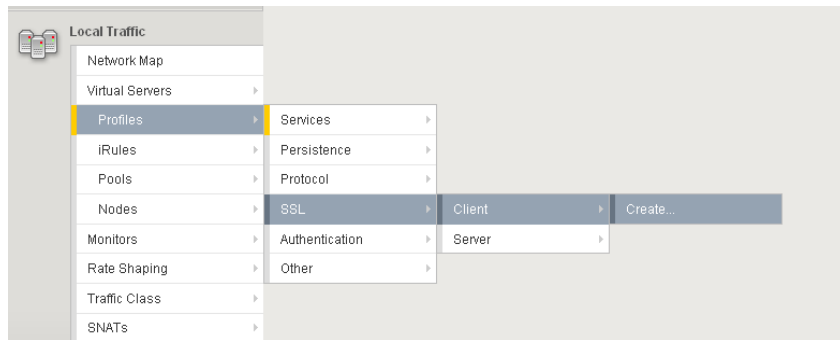 Local Traffic
Network Map
Virtual Servers
Profiles
Services
iRules
Persistence
Pools
Protocol
Nodes
SSL
Client
Create...
Monitors
Authentication
Server
Rate Shaping
Other
Traffic Class
SNATs